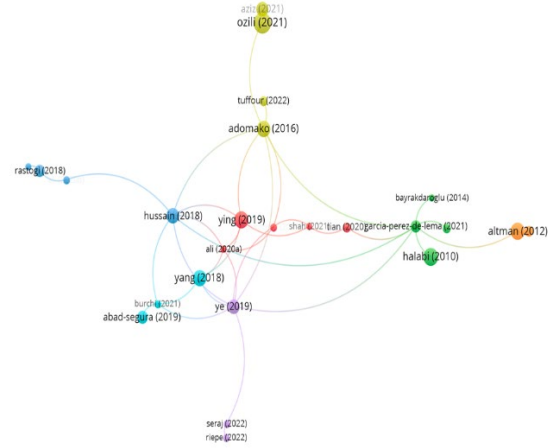 aziz (2021)
ozili (2021)
tuffour (2022)
adomako (2016)
rastogi (2018)
bayrakdaroglu (2014)
hussain (2018)
ying (2019)
shah (2021)
tian (2020)
garcia-perez-de-lema (2021)
altman (2012)
ali (2020a)
halabi (2010)
yang (2018)
burchi (2021)
ye (2019)
abad-segura (2019)
seraj (2022)
riepe (2022)